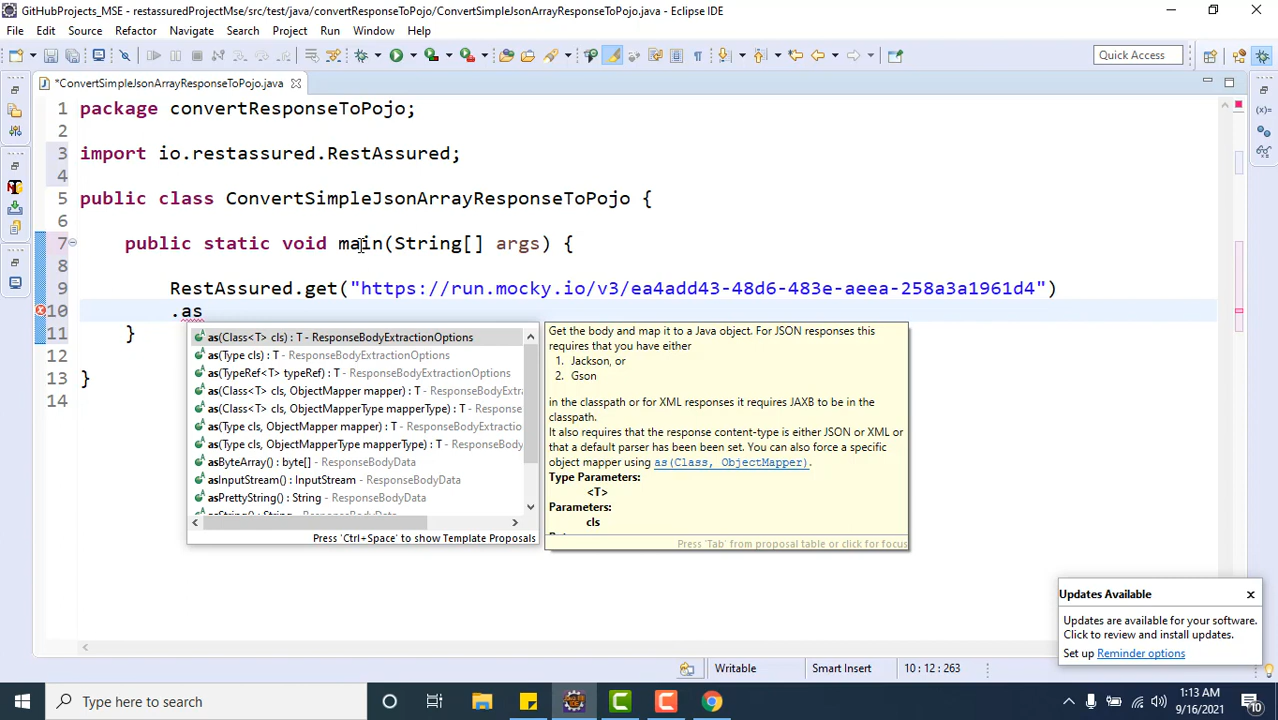 GitHubProjects_MSE - restassuredProjectMse/src/test/java/convertResponseToPojo/ConvertSimpleJsonArrayResponseToPojo.java - Eclipse IDE
File Edit Source Refactor Navigate Search Project Run Window Help
Quick Access
*ConvertSimpleJsonArrayResponseToPojo.java
1 package convertResponseToPojo;
2
3 import io.restassured.RestAssured;
4
5 public class ConvertSimpleJsonArrayResponseToPojo {
6
7 public static void main(String[] args) {
8
9 RestAssured.get("https://run.mocky.io/v3/ea4add43-48d6-483e-aeea-258a3a1961d4")
10 .as
11 }
12
13 }
14
as(Class<T> cls) : T - ResponseBodyExtractionOptions
as(Type cls) : T - ResponseBodyExtractionOptions
as(TypeRef<T> typeRef) : T - ResponseBodyExtractionOptions
as(Class<T> cls, ObjectMapper mapper) : T - ResponseBodyExtra
as(Class<T> cls, ObjectMapperType mapperType) : T - Response
as(Type cls, ObjectMapper mapper) : T - ResponseBodyExtractio
as(Type cls, ObjectMapperType mapperType) : T - ResponseBody
asByteArray() : byte[] - ResponseBodyData
asInputStream() : InputStream - ResponseBodyData
asPrettyString() : String - ResponseBodyData
asString() : String - ResponseBodyData
Press 'Ctrl+Space' to show Template Proposals
Get the body and map it to a Java object. For JSON responses this
requires that you have either
1. Jackson, or
2. Gson
in the classpath or for XML responses it requires JAXB to be in the
classpath.
It also requires that the response content-type is either JSON or XML or
that a default parser has been been set. You can also force a specific
object mapper using as(Class, ObjectMapper).
Type Parameters:
<T>
Parameters:
cls
Press 'Tab' from proposal table or click for focus
Updates Available
Updates are available for your software.
Click to review and install updates.
Set up Reminder options
Writable Smart Insert 10 : 12 : 263
Type here to search
1:13 AM
9/16/2021
10